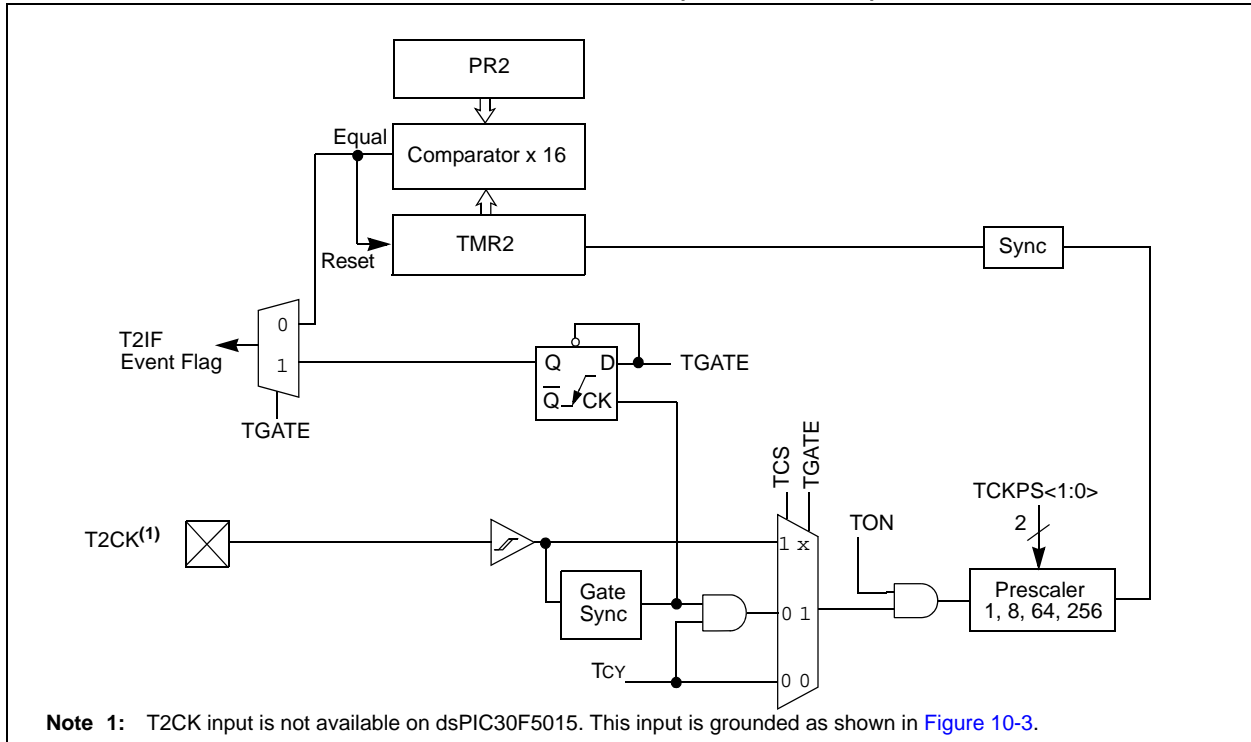 PR2
Equal
Comparator x 16
TMR2
Reset
Sync
0
T2IF
Event Flag
1
Q
D
TGATE
Q
CK
TGATE
TCS
TGATE
TCKPS<1:0>
2
TON
T2CK(1)
1 x
Gate
Sync
Prescaler
1, 8, 64, 256
0 1
TCY
0 0
Note 1: T2CK input is not available on dsPIC30F5015. This input is grounded as shown in Figure 10-3.